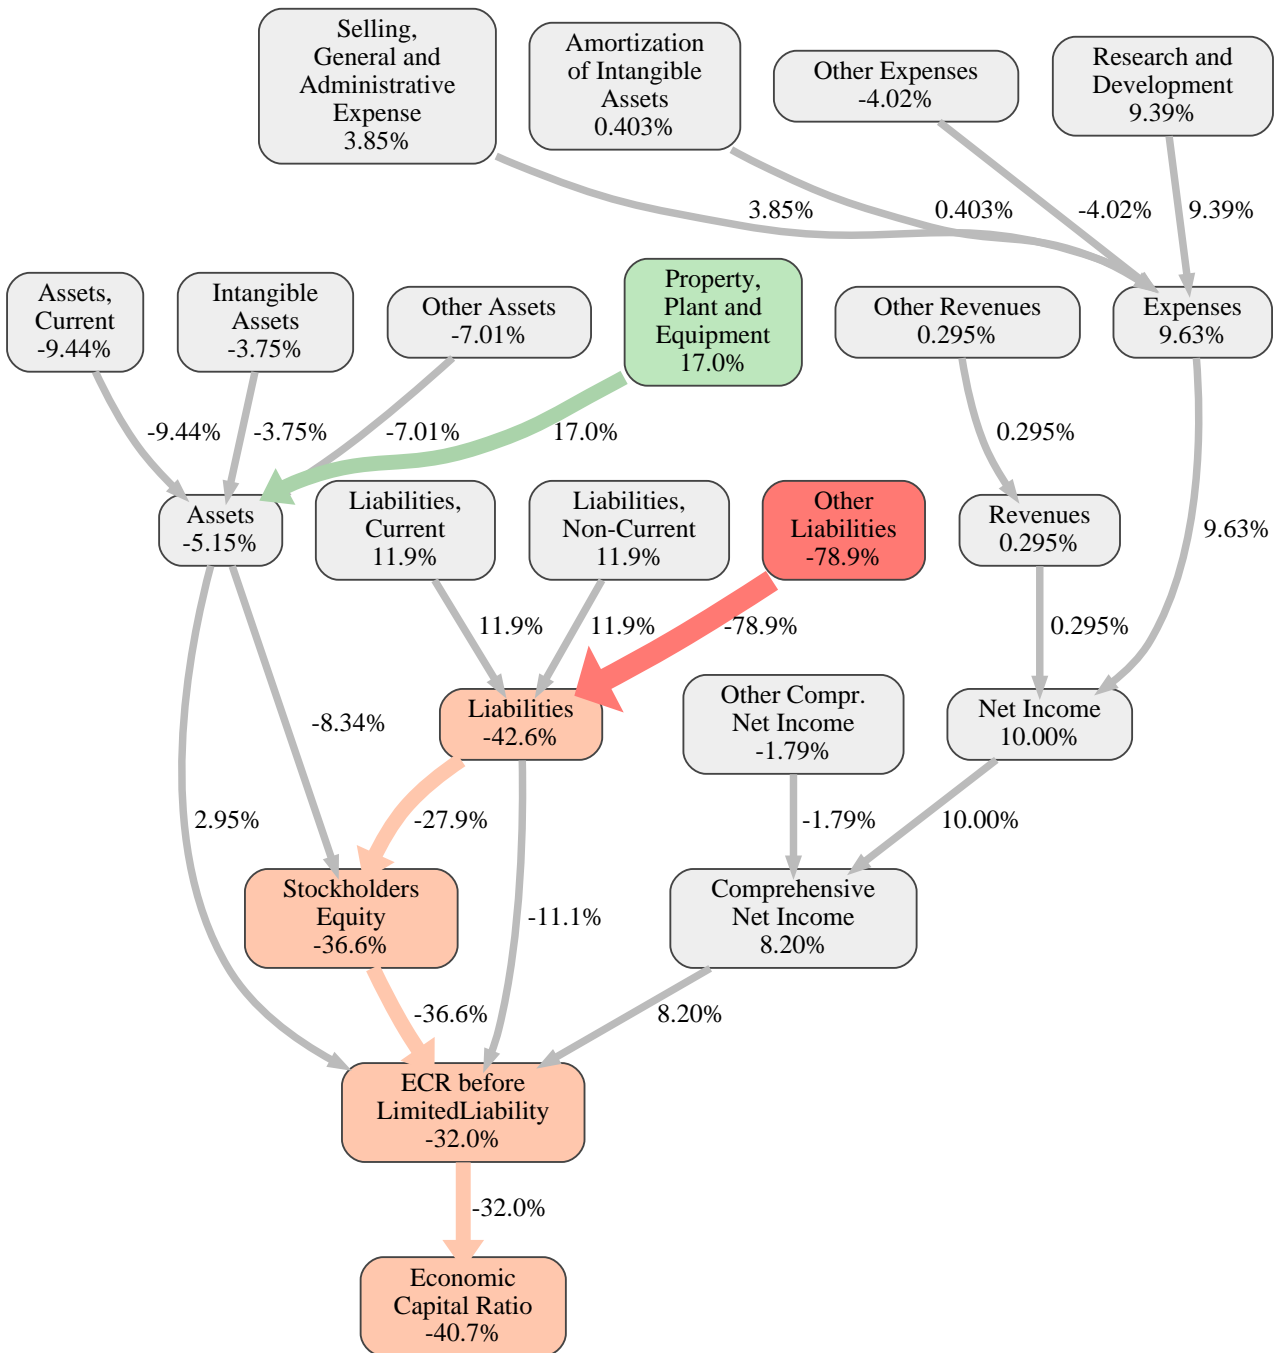 Selling,
General and
Administrative
Expense
3.85%
Amortization
of Intangible
Assets
0.403%
Other Expenses
-4.02%
Research and
Development
9.39%
3.85%
0.403%
-4.02%
9.39%
Assets,
Current
-9.44%
Intangible
Assets
-3.75%
Other Assets
-7.01%
Property,
Plant and
Equipment
17.0%
Other Revenues
0.295%
Expenses
9.63%
-9.44%
-3.75%
-7.01%
17.0%
0.295%
9.63%
Assets
-5.15%
Liabilities,
Current
11.9%
Liabilities,
Non-Current
11.9%
Other
Liabilities
-78.9%
Revenues
0.295%
11.9%
11.9%
-78.9%
0.295%
-8.34%
2.95%
Liabilities
-42.6%
Other Compr.
Net Income
-1.79%
Net Income
10.00%
-27.9%
-11.1%
-1.79%
10.00%
Stockholders
Equity
-36.6%
Comprehensive
Net Income
8.20%
-36.6%
8.20%
ECR before
LimitedLiability
-32.0%
-32.0%
Economic
Capital Ratio
-40.7%